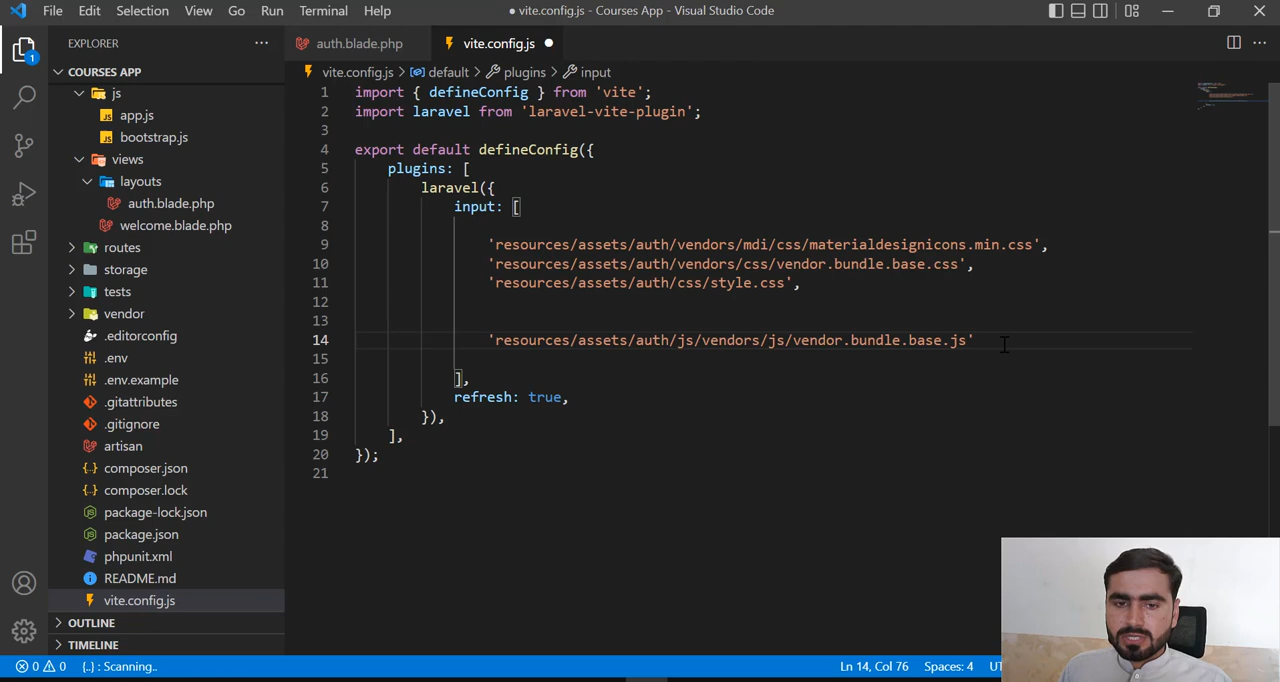 File Edit Selection View Go Run Terminal Help
● vite.config.js - Courses App - Visual Studio Code
EXPLORER
1
COURSES APP
js
app.js
bootstrap.js
views
layouts
auth.blade.php
welcome.blade.php
routes
storage
tests
vendor
.editorconfig
.env
.env.example
.gitattributes
.gitignore
artisan
composer.json
composer.lock
package-lock.json
package.json
phpunit.xml
README.md
vite.config.js
OUTLINE
TIMELINE
auth.blade.php vite.config.js ●
vite.config.js > default > plugins > input
1 import { defineConfig } from 'vite';
2 import laravel from 'laravel-vite-plugin';
3
4 export default defineConfig({
5 plugins: [
6 laravel({
7 input: [
8
9 'resources/assets/auth/vendors/mdi/css/materialdesignicons.min.css',
10 'resources/assets/auth/vendors/css/vendor.bundle.base.css',
11 'resources/assets/auth/css/style.css',
12
13
14 'resources/assets/auth/js/vendors/js/vendor.bundle.base.js'
15
16 ],
17 refresh: true,
18 }),
19 ],
20 });
21
0 0 {..} : Scanning.. Ln 14, Col 76 Spaces: 4